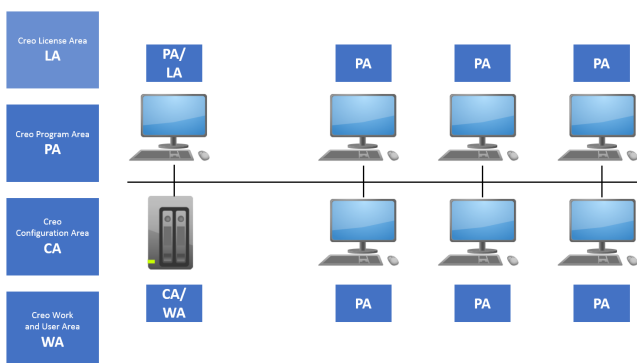 Creo License Area
LA
Creo Program Area
PA
Creo
Configuration Area
CA
Creo Work
and User Area
WA
PA/
LA
PA
PA
PA
CA/
WA
PA
PA
PA